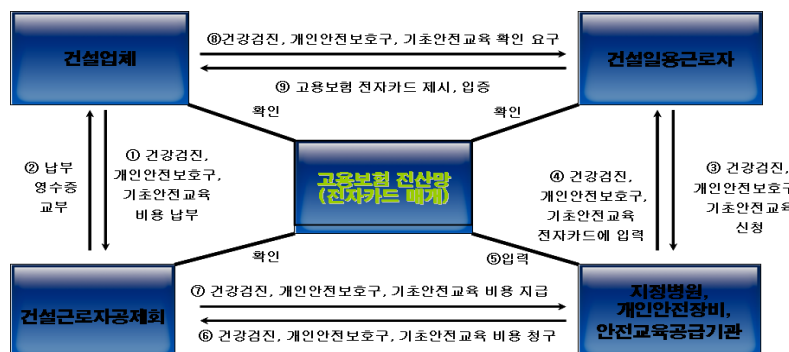 ⑧건강검진, 개인안전보호구, 기초안전교육 확인 요구
건설업체
건설일용근로자
⑨ 고용보험 전자카드 제시, 입증
확인
확인
① 건강검진,
개인안전보호구,
기초안전교육
비용 납부
② 납부
영수증
교부
고용보험 전산망
(전자카드 매개)
④ 건강검진,
개인안전보호구,
기초안전교육
전자카드에 입력
③ 건강검진,
개인안전보호구
기초안전교육
신청
확인
⑤입력
⑦ 건강검진, 개인안전보호구, 기초안전교육 비용 지급
건설근로자공제회
지정병원,
개인안전장비,
안전교육공급기관
⑥ 건강검진, 개인안전보호구, 기초안전교육 비용 청구